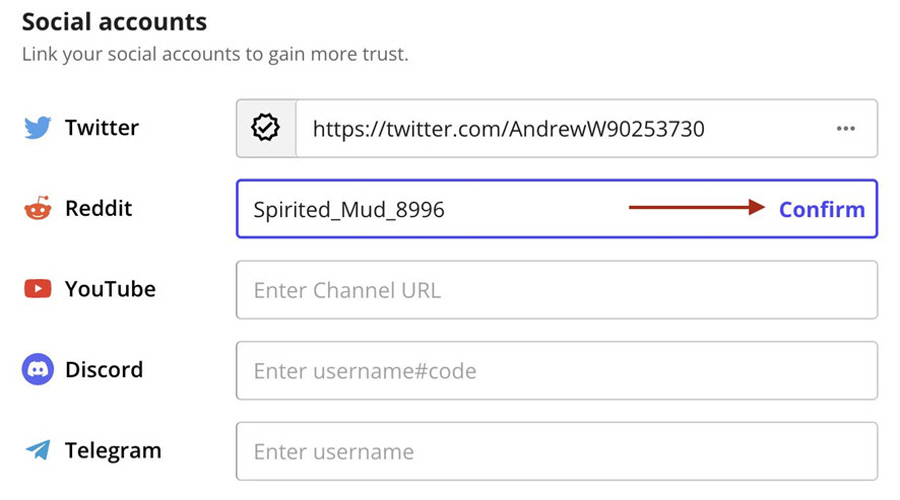 Social accounts
Link your social accounts to gain more trust.
Twitter https://twitter.com/AndrewW90253730 •••
Reddit Spirited_Mud_8996 Confirm
YouTube Enter Channel URL
Discord Enter username#code
Telegram Enter username